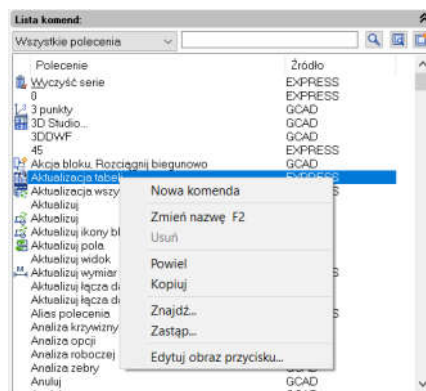 Lista komend:
Wszystkie polecenia
Polecenie Źródło
Wyczyść serie EXPRESS
0 EXPRESS
3 punkty GCAD
3D Studio... GCAD
3DDWF GCAD
45 EXPRESS
Akcja bloku, Rozciągnij biegunowo GCAD
Aktualizacja tabeli EXPRESS
Aktualizacja wszy
Aktualizuj
Aktualizuj
Aktualizuj ikony bl
Aktualizuj pola
Aktualizuj widok
Aktualizuj wymiar
Aktualizuj łącza d
Aktualizuj łącza d
Alias polecenia
Analiza krzywizny
Analiza opcji
Analiza roboczej
Analiza zebry GCAD
Anuluj GCAD
Nowa komenda
Zmień nazwę F2
Usuń
Powiel
Kopiuj
Znajdź...
Zastąp...
Edytuj obraz przycisku...